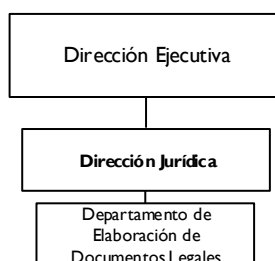 Dirección Ejecutiva
Dirección Jurídica
Departamento de
Elaboración de
Documentos Legales